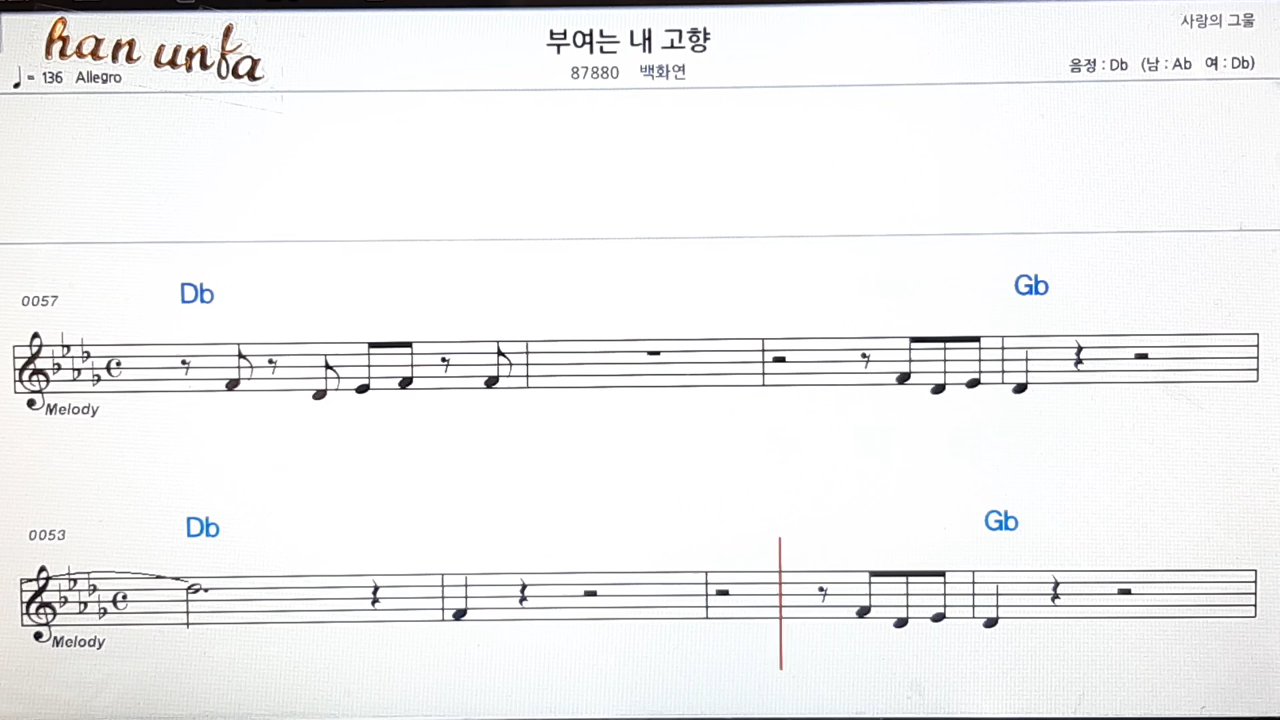 han unfa
부여는 내 고향
사랑의 그물
♩= 136 Allegro
87880 백화연
음정 : Db (남 : Ab 여 : Db)
Db
Gb
0057
Melody
Db
Gb
0053
Melody